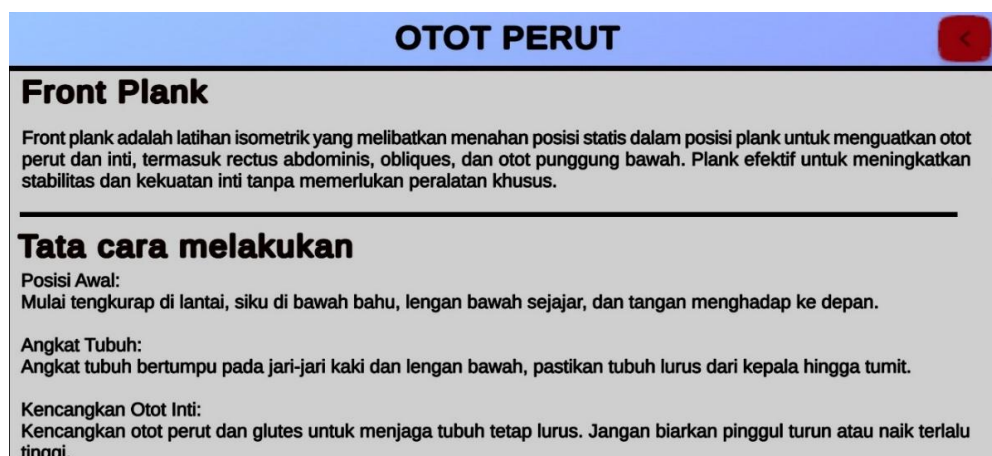 OTOT PERUT
<
Front Plank
Front plank adalah latihan isometrik yang melibatkan menahan posisi statis dalam posisi plank untuk menguatkan otot
perut dan inti, termasuk rectus abdominis, obliques, dan otot punggung bawah. Plank efektif untuk meningkatkan
stabilitas dan kekuatan inti tanpa memerlukan peralatan khusus.
Tata cara melakukan
Posisi Awal:
Mulai tengkurap di lantai, siku di bawah bahu, lengan bawah sejajar, dan tangan menghadap ke depan.
Angkat Tubuh:
Angkat tubuh bertumpu pada jari-jari kaki dan lengan bawah, pastikan tubuh lurus dari kepala hingga tumit.
Kencangkan Otot Inti:
Kencangkan otot perut dan glutes untuk menjaga tubuh tetap lurus. Jangan biarkan pinggul turun atau naik terlalu
tinggi.